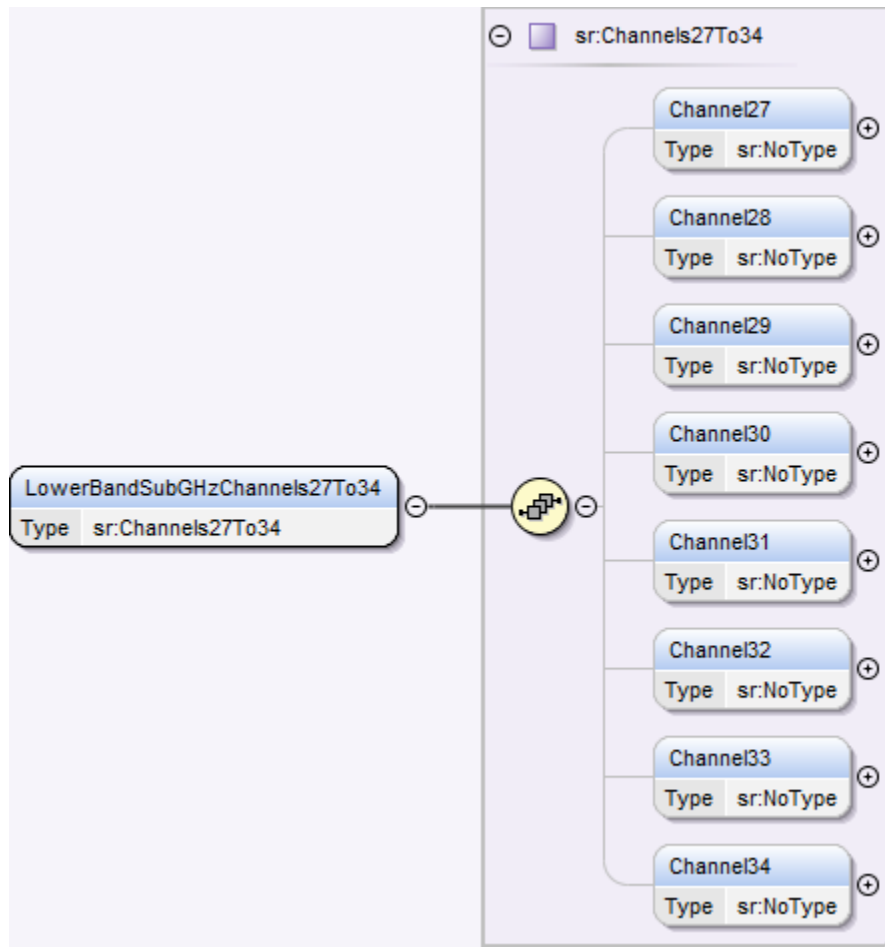 sr:Channels27To34
Channel27
Type sr:NoType
Channel28
Type sr:NoType
Channel29
Type sr:NoType
Channel30
Type sr:NoType
LowerBandSubGHzChannels27To34
Type sr:Channels27To34
Channel31
Type sr:NoType
Channel32
Type sr:NoType
Channel33
Type sr:NoType
Channel34
Type sr:NoType